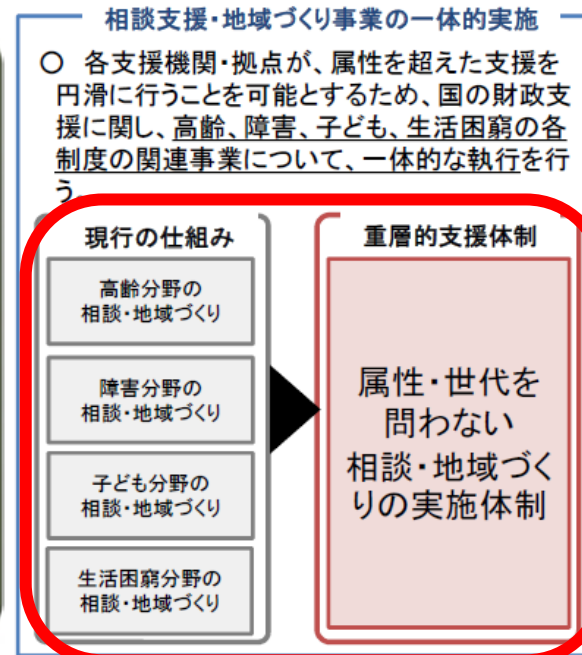 相談支援・地域づくり事業の一体的実施
○ 各支援機関・拠点が、属性を超えた支援を
円滑に行うことを可能とするため、国の財政支
援に関し、高齢、障害、子ども、生活困窮の各
制度の関連事業について、一体的な執行を行
う。
現行の仕組み
高齢分野の
相談・地域づくり
障害分野の
相談・地域づくり
子ども分野の
相談・地域づくり
生活困窮分野の
相談・地域づくり
重層的支援体制
属性・世代を
問わない
相談・地域づく
りの実施体制